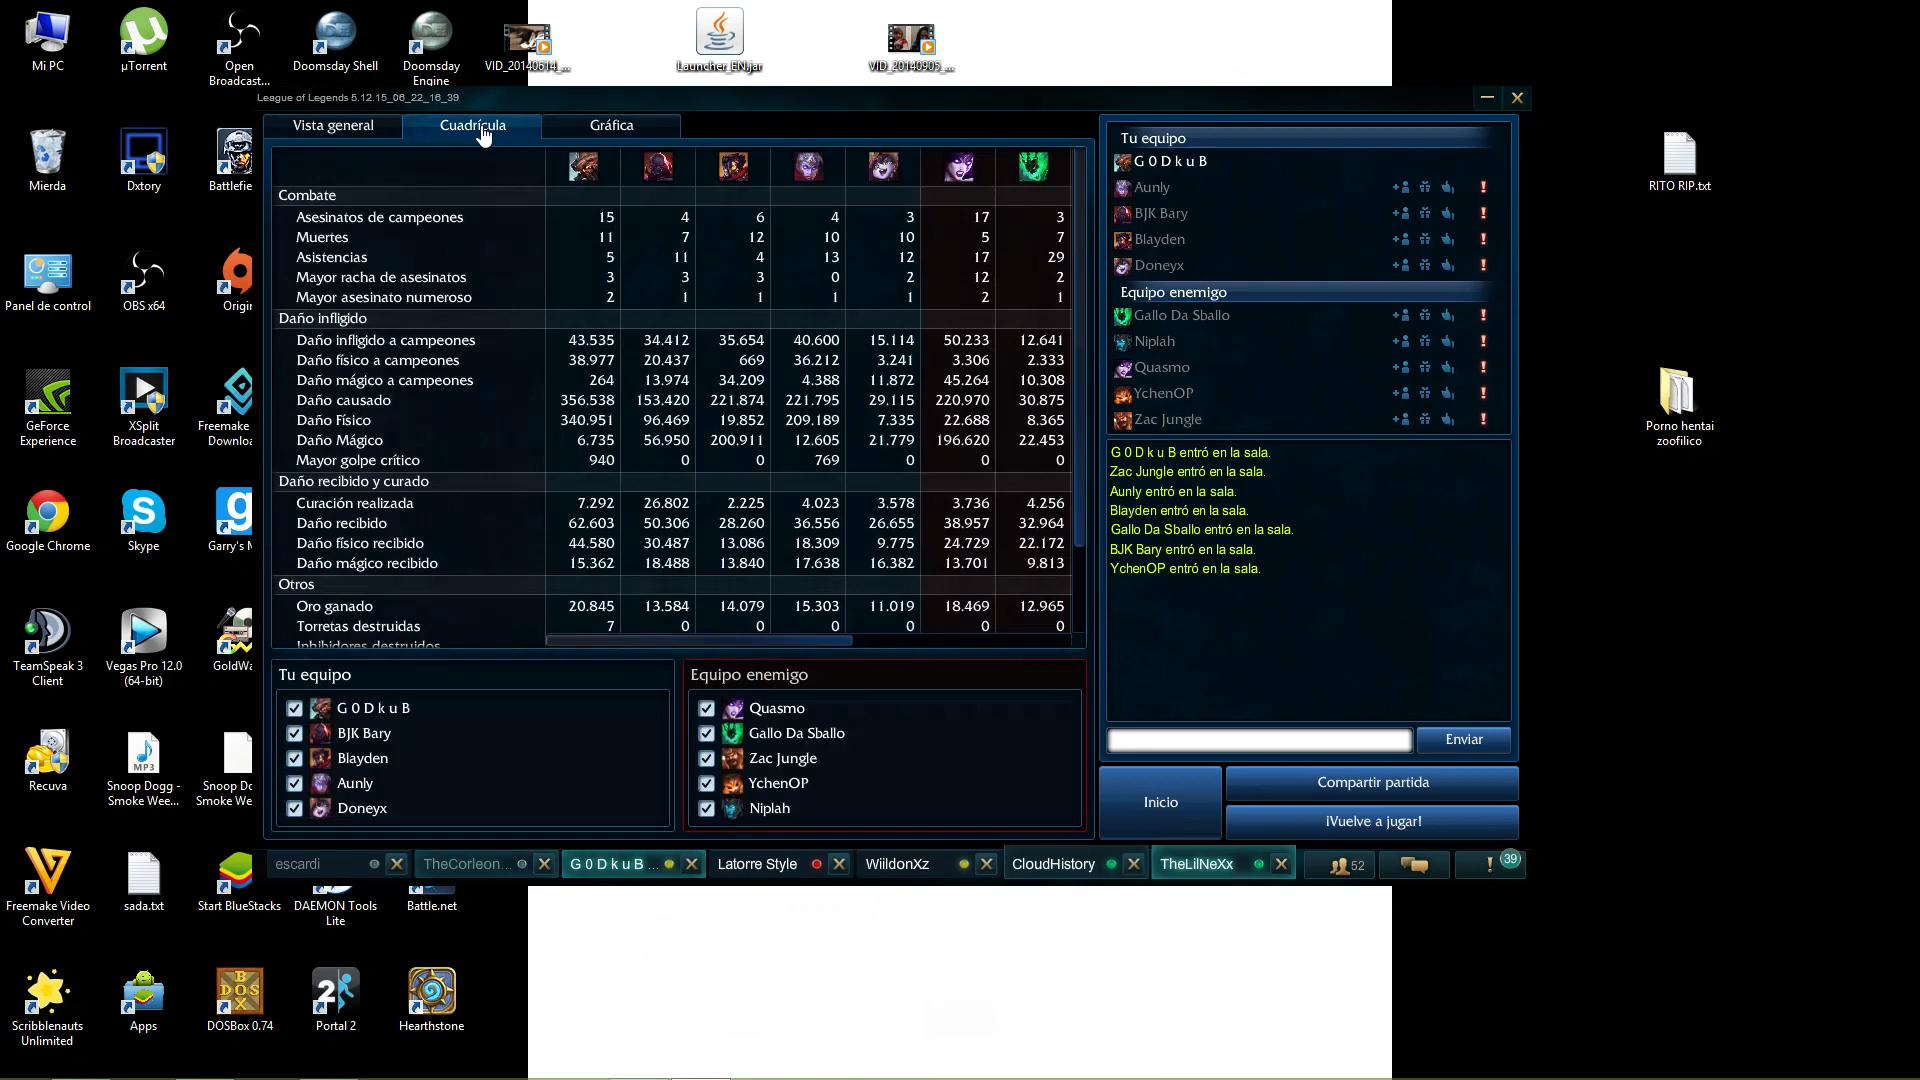 Mi PC
µTorrent
Open Broadcast...
Doomsday Shell
Doomsday Engine
VID_20140614_...
Launcher_EN.jar
VID_20140905_...
Mierda
Dxtory
Battlefie
Panel de control
OBS x64
Origin
GeForce Experience
XSplit Broadcaster
Freemake Downloa
Google Chrome
Skype
Garry's M
TeamSpeak 3 Client
Vegas Pro 12.0 (64-bit)
GoldWa
Recuva
MP3
Snoop Dogg - Smoke Wee...
Snoop Do Smoke We
Freemake Video Converter
sada.txt
Start BlueStacks
DAEMON Tools Lite
Battle.net
Scribblenauts Unlimited
Apps
DOSBox 0.74
Portal 2
Hearthstone
RITO RIP.txt
Porno hentai zoofilico
League of Legends 5.12.15_06_22_16_39
Vista general
Cuadrícula
Gráfica
Combate
Asesinatos de campeones 15 4 6 4 3 17 3
Muertes 11 7 12 10 10 5 7
Asistencias 5 11 4 13 12 17 29
Mayor racha de asesinatos 3 3 3 0 2 12 2
Mayor asesinato numeroso 2 1 1 1 1 2 1
Daño infligido
Daño infligido a campeones 43.535 34.412 35.654 40.600 15.114 50.233 12.641
Daño físico a campeones 38.977 20.437 669 36.212 3.241 3.306 2.333
Daño mágico a campeones 264 13.974 34.209 4.388 11.872 45.264 10.308
Daño causado 356.538 153.420 221.874 221.795 29.115 220.970 30.875
Daño Físico 340.951 96.469 19.852 209.189 7.335 22.688 8.365
Daño Mágico 6.735 56.950 200.911 12.605 21.779 196.620 22.453
Mayor golpe crítico 940 0 0 769 0 0 0
Daño recibido y curado
Curación realizada 7.292 26.802 2.225 4.023 3.578 3.736 4.256
Daño recibido 62.603 50.306 28.260 36.556 26.655 38.957 32.964
Daño físico recibido 44.580 30.487 13.086 18.309 9.775 24.729 22.172
Daño mágico recibido 15.362 18.488 13.840 17.638 16.382 13.701 9.813
Otros
Oro ganado 20.845 13.584 14.079 15.303 11.019 18.469 12.965
Torretas destruidas 7 0 0 0 0 0 0
Inhibidores destruidos
Tu equipo
G 0 D k u B
BJK Bary
Blayden
Aunly
Doneyx
Equipo enemigo
Quasmo
Gallo Da Sballo
Zac Jungle
YchenOP
Niplah
Tu equipo
G 0 D k u B
Aunly
BJK Bary
Blayden
Doneyx
Equipo enemigo
Gallo Da Sballo
Niplah
Quasmo
YchenOP
Zac Jungle
G 0 D k u B entró en la sala.
Zac Jungle entró en la sala.
Aunly entró en la sala.
Blayden entró en la sala.
Gallo Da Sballo entró en la sala.
BJK Bary entró en la sala.
YchenOP entró en la sala.
Enviar
Inicio
Compartir partida
¡Vuelve a jugar!
escardi
TheCorleon...
G 0 D k u B ...
Latorre Style
WiildonXz
CloudHistory
TheLilNeXx
52
39